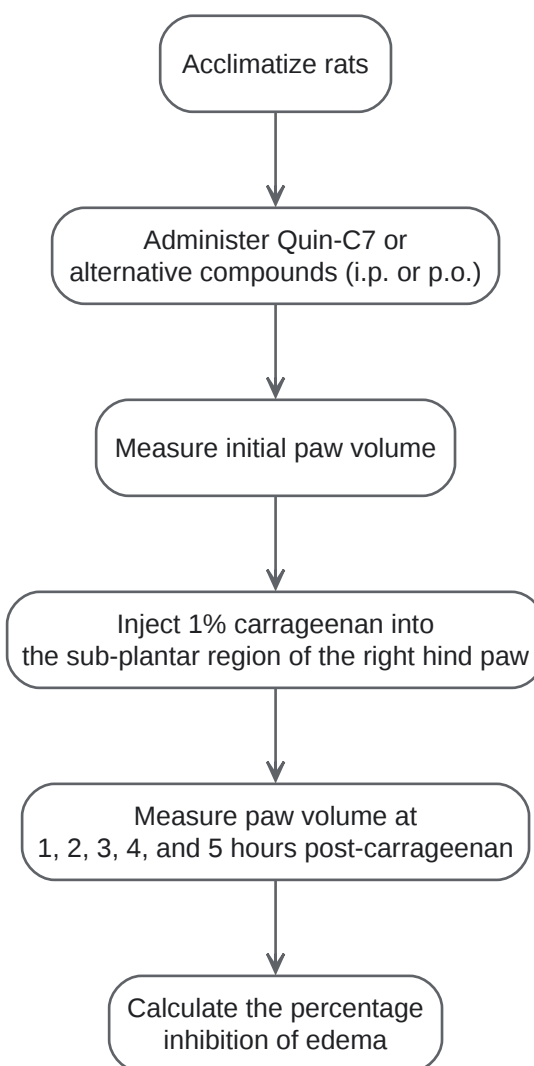 Acclimatize rats
Administer Quin-C7 or
alternative compounds (i.p. or p.o.)
Measure initial paw volume
Inject 1% carrageenan into
the sub-plantar region of the right hind paw
Measure paw volume at
1, 2, 3, 4, and 5 hours post-carrageenan
Calculate the percentage
inhibition of edema